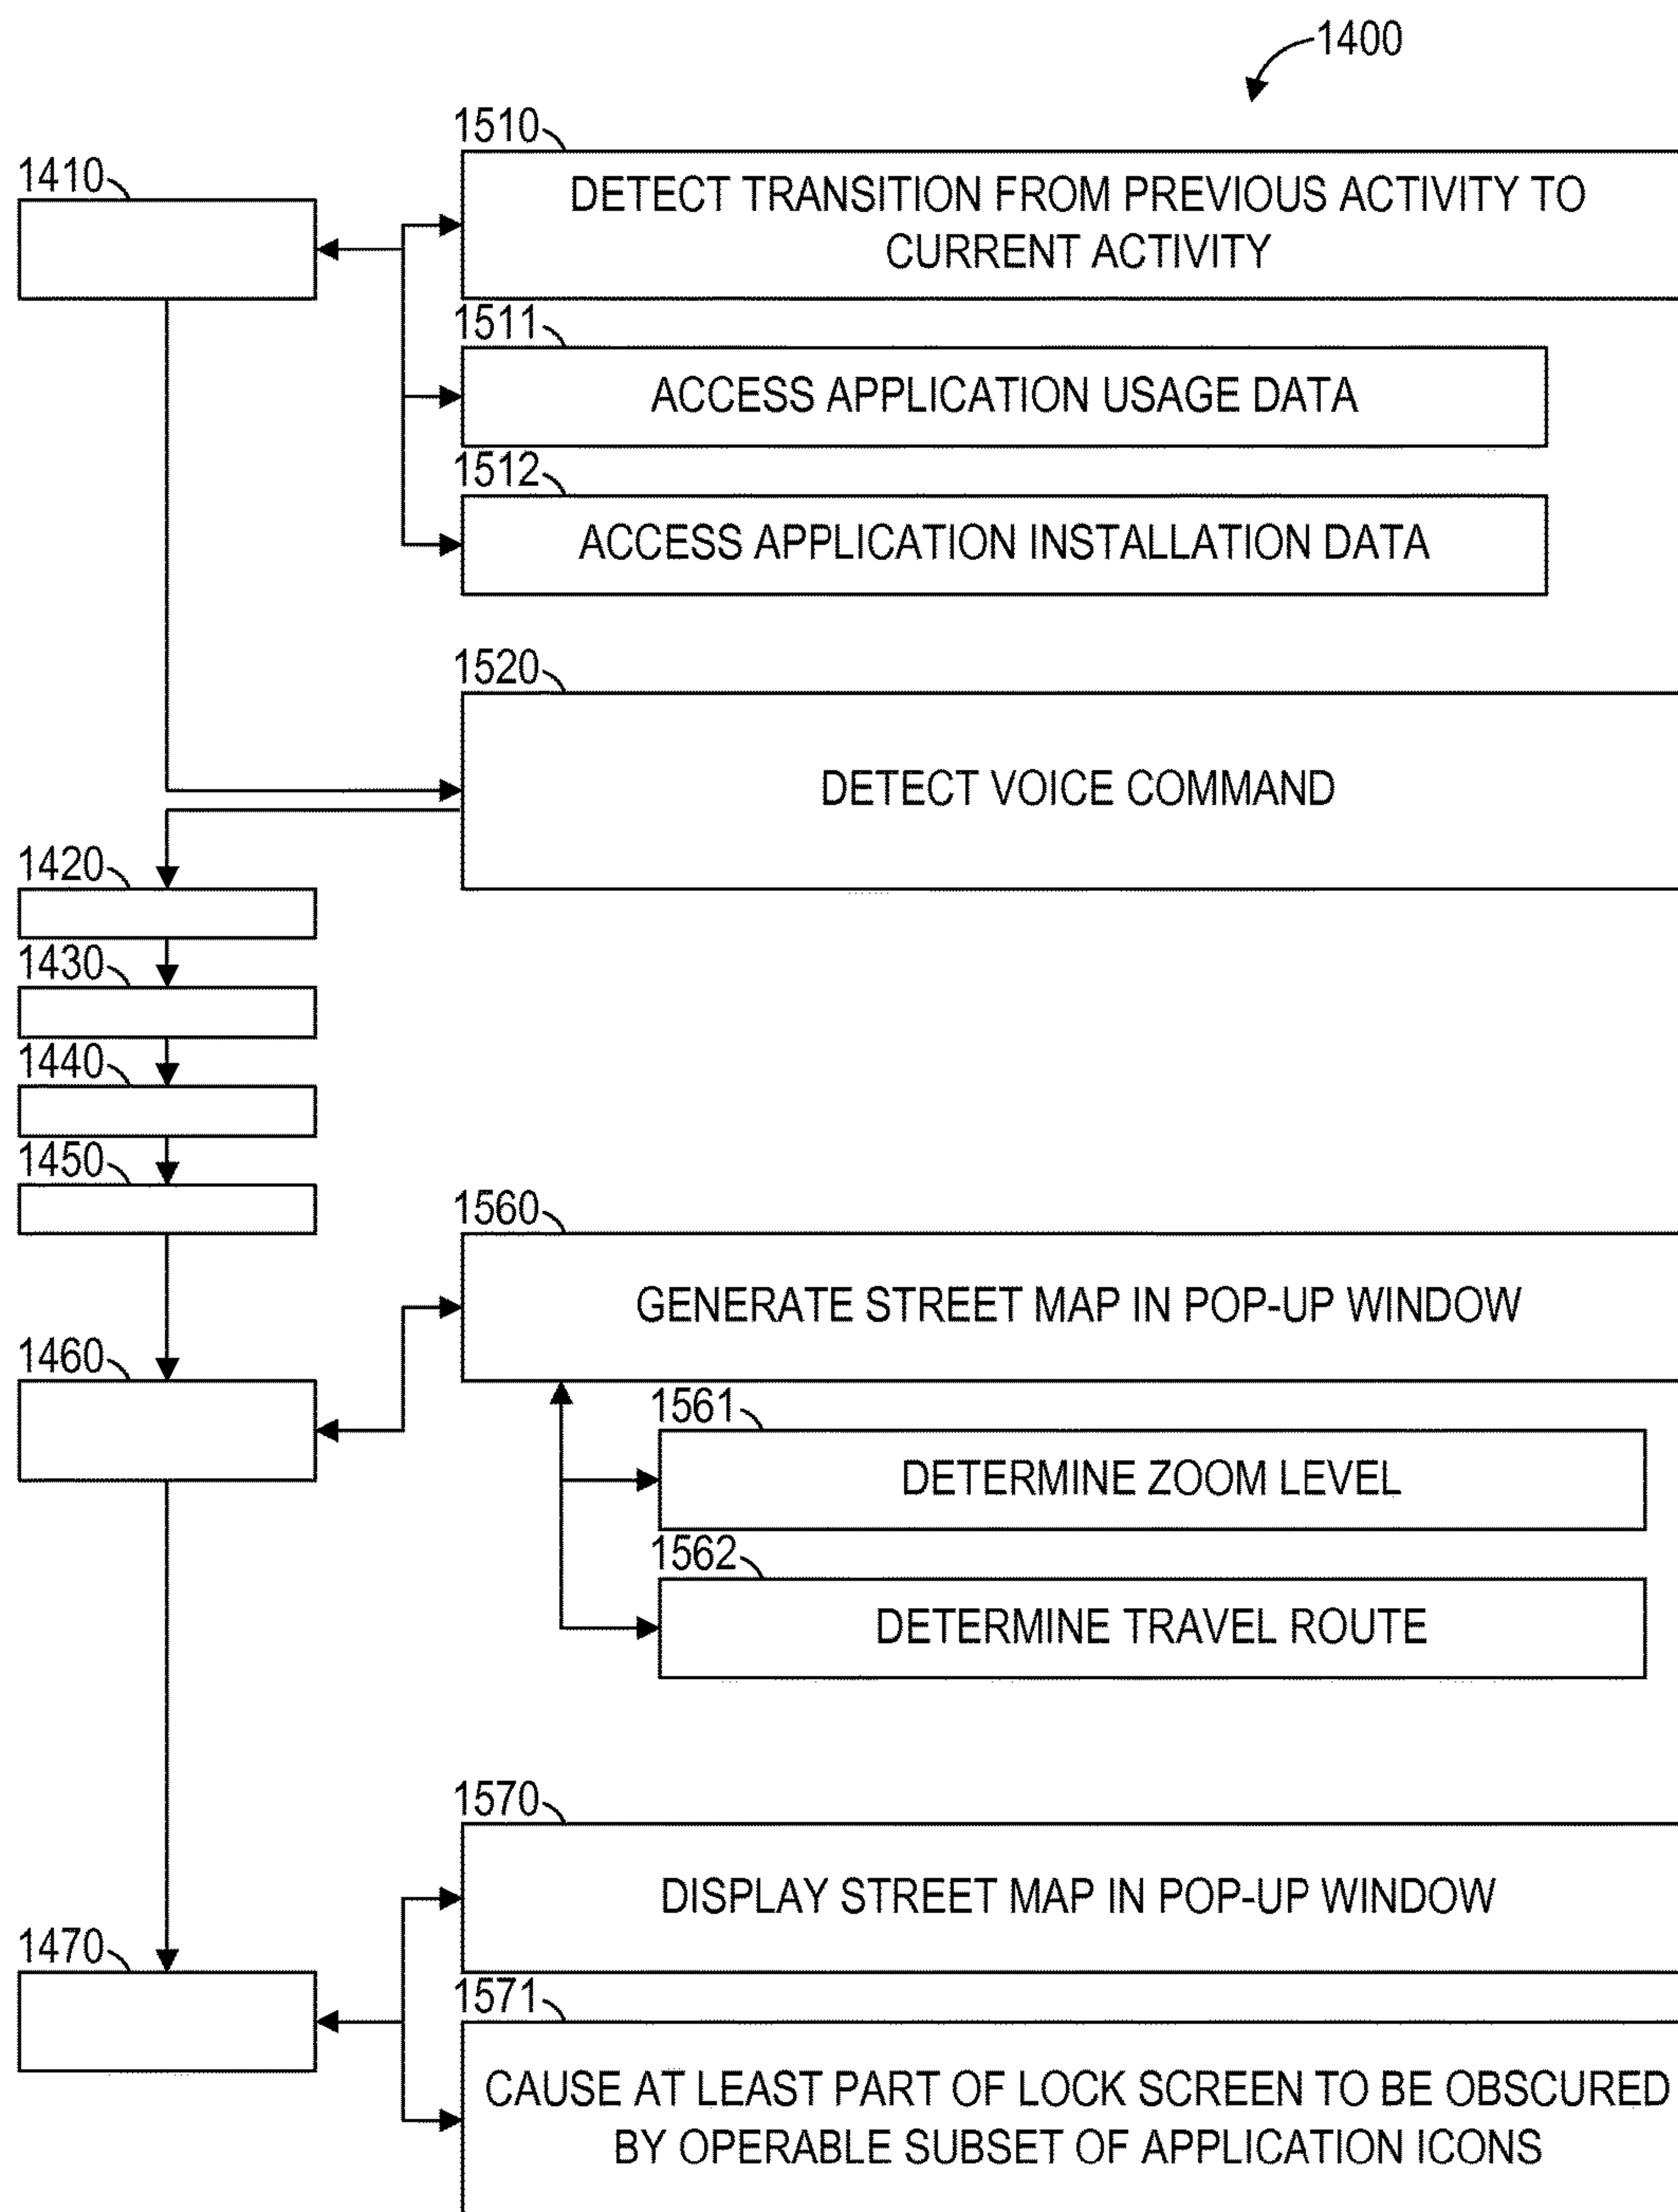 1400
1510
DETECT TRANSITION FROM PREVIOUS ACTIVITY TO
CURRENT ACTIVITY
1410
1511
ACCESS APPLICATION USAGE DATA
1512
ACCESS APPLICATION INSTALLATION DATA
1520
DETECT VOICE COMMAND
1420
1430
1440
1450
1560
GENERATE STREET MAP IN POP-UP WINDOW
1460
1561
DETERMINE ZOOM LEVEL
1562
DETERMINE TRAVEL ROUTE
1570
DISPLAY STREET MAP IN POP-UP WINDOW
1470
1571
CAUSE AT LEAST PART OF LOCK SCREEN TO BE OBSCURED
BY OPERABLE SUBSET OF APPLICATION ICONS